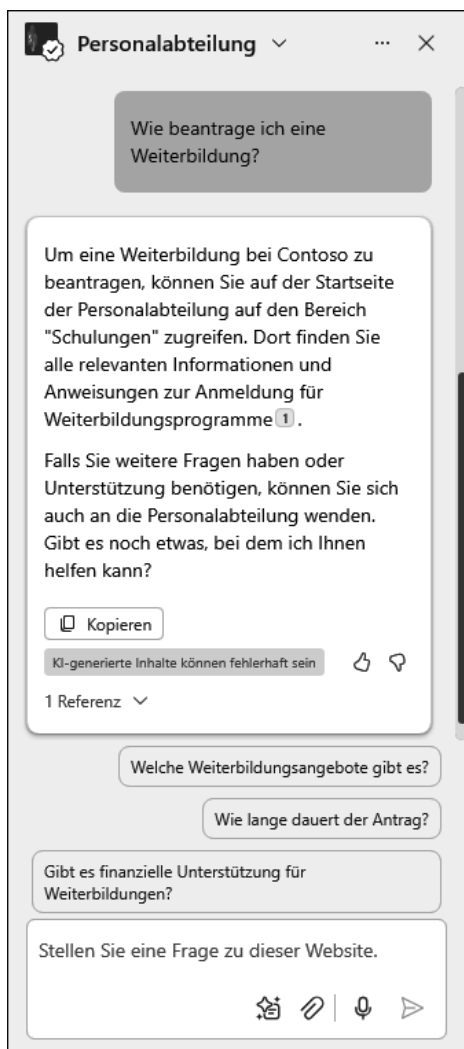 Personalabteilung
Wie beantrage ich eine
Weiterbildung?
Um eine Weiterbildung bei Contoso zu
beantragen, können Sie auf der Startseite
der Personalabteilung auf den Bereich
"Schulungen" zugreifen. Dort finden Sie
alle relevanten Informationen und
Anweisungen zur Anmeldung für
Weiterbildungsprogramme 1 .
Falls Sie weitere Fragen haben oder
Unterstützung benötigen, können Sie sich
auch an die Personalabteilung wenden.
Gibt es noch etwas, bei dem ich Ihnen
helfen kann?
Kopieren
KI-generierte Inhalte können fehlerhaft sein
1 Referenz
Welche Weiterbildungsangebote gibt es?
Wie lange dauert der Antrag?
Gibt es finanzielle Unterstützung für
Weiterbildungen?
Stellen Sie eine Frage zu dieser Website.